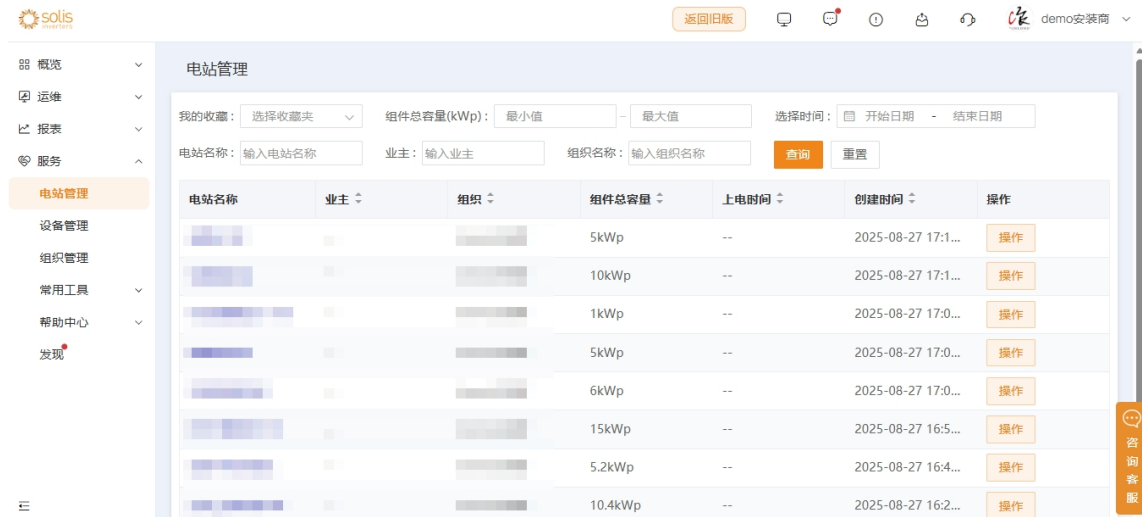 solis
inverters
返回旧版
demo安装商
概览
运维
报表
服务
电站管理
设备管理
组织管理
常用工具
帮助中心
发现
电站管理
我的收藏： 选择收藏夹 组件总容量(kWp)： 最小值 – 最大值 选择时间： 开始日期 - 结束日期
电站名称： 输入电站名称 业主： 输入业主 组织名称： 输入组织名称 查询 重置
电站名称 业主 组织 组件总容量 上电时间 创建时间 操作
5kWp -- 2025-08-27 17:1... 操作
10kWp -- 2025-08-27 17:1... 操作
1kWp -- 2025-08-27 17:0... 操作
5kWp -- 2025-08-27 17:0... 操作
6kWp -- 2025-08-27 17:0... 操作
15kWp -- 2025-08-27 16:5... 操作
5.2kWp -- 2025-08-27 16:4... 操作
10.4kWp -- 2025-08-27 16:2... 操作
咨询客服